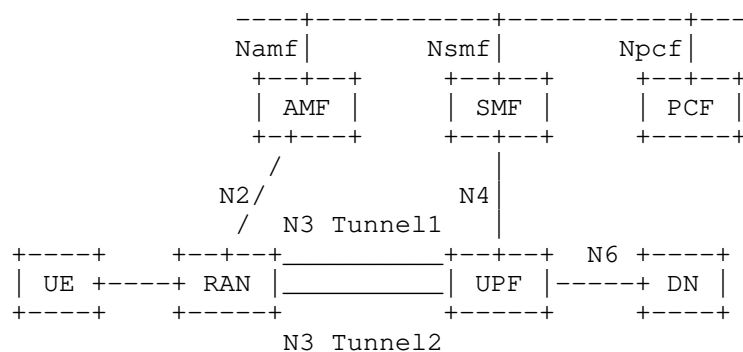 Namf Nsmf Npcf
AMF SMF PCF
N2 N4
N3 Tunnel1
N6
UE RAN UPF DN
N3 Tunnel2